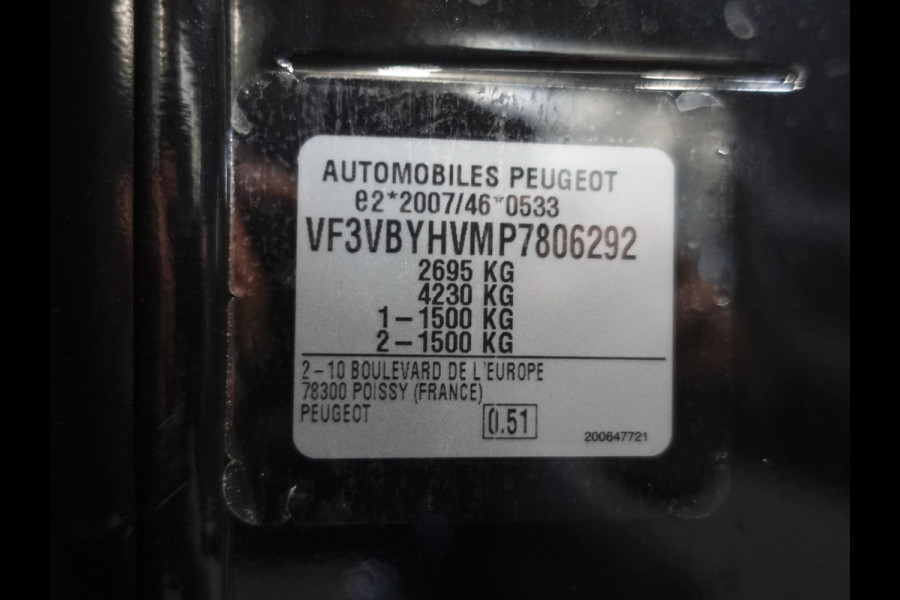 AUTOMOBILES PEUGEOT
e2*2007/46*0533
VF3VBYHVMP7806292
2695 KG
4230 KG
1-1500 KG
2-1500 KG
2-10 BOULEVARD DE L'EUROPE
78300 POISSY (FRANCE)
PEUGEOT
0.51
200647721